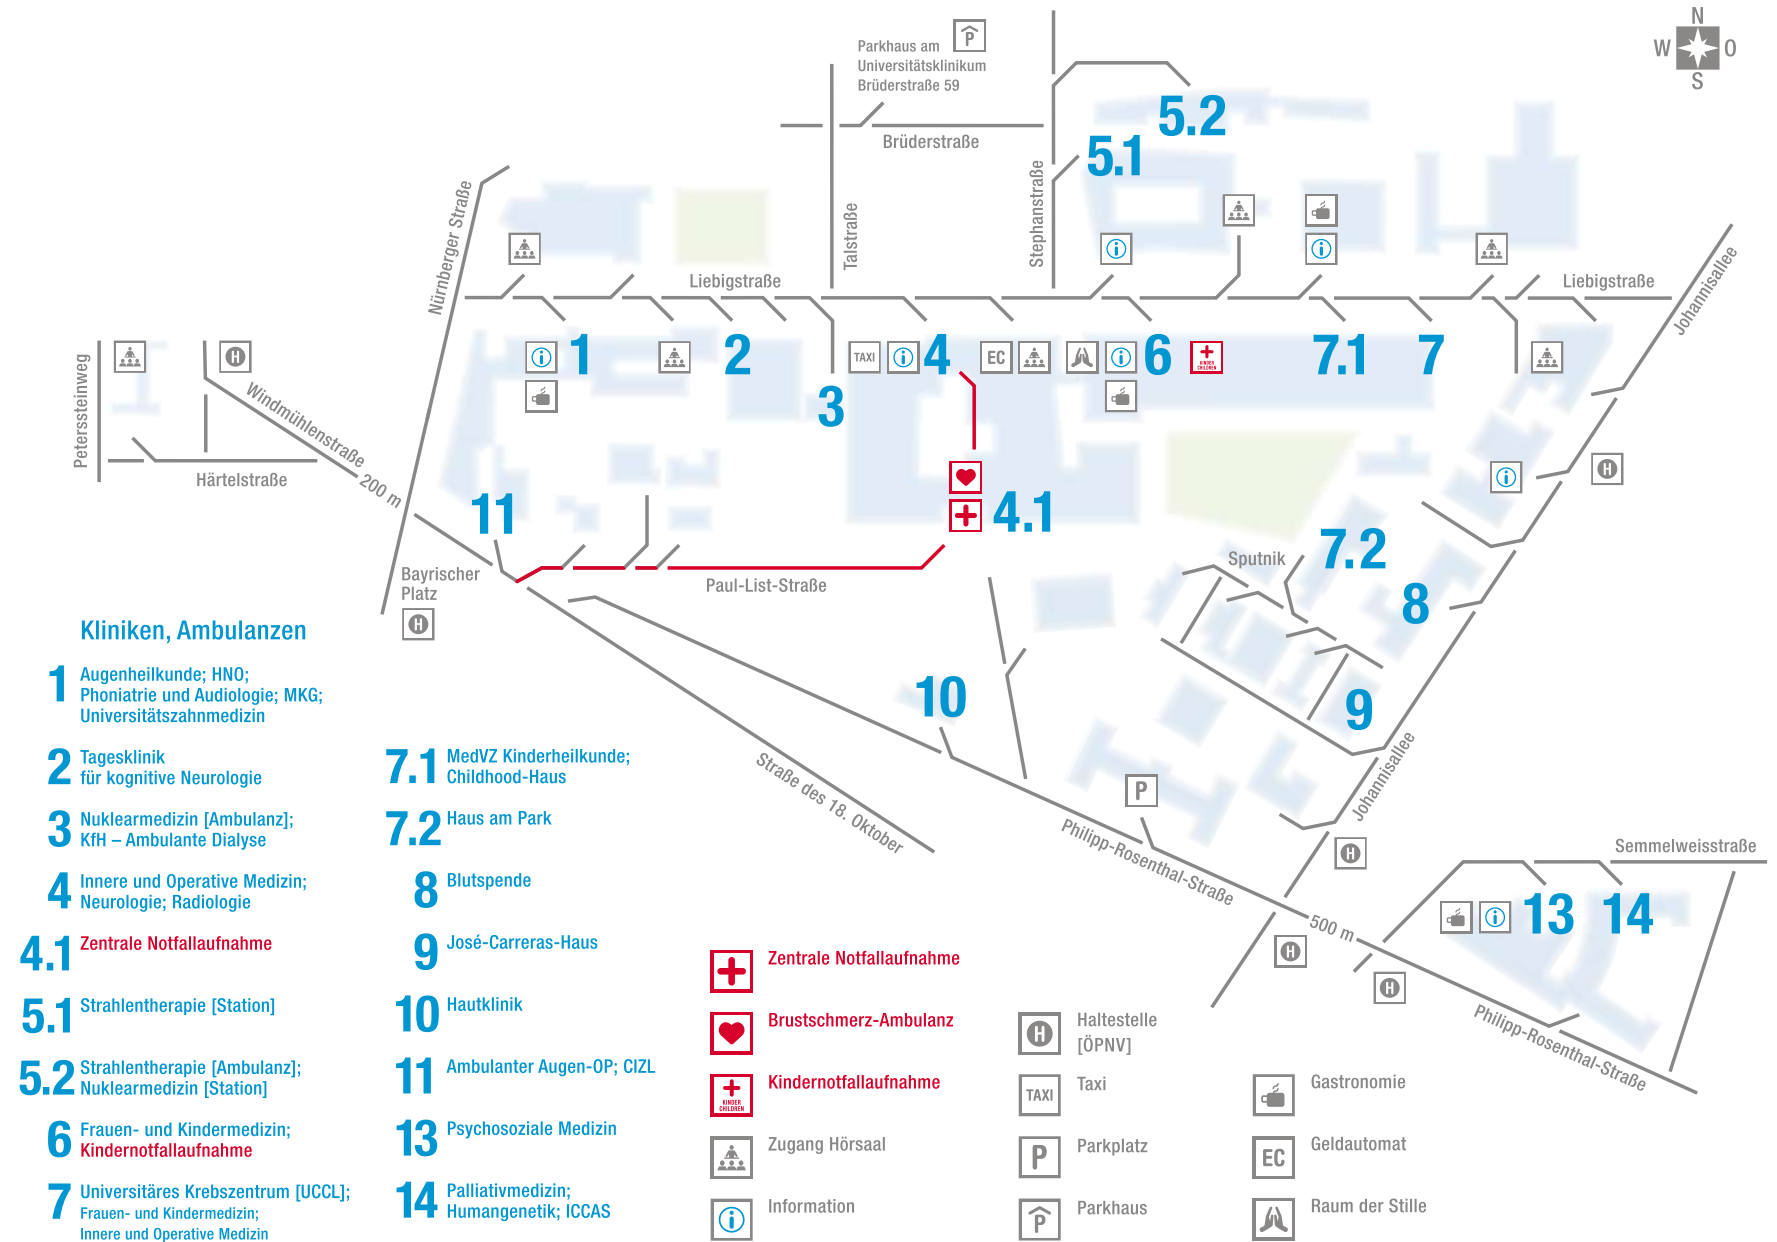 N
W
O
S
Parkhaus am
Universitätsklinikum
Brüderstraße 59
P
5.2
Brüderstraße
5.1
Nürnberger Straße
Talstraße
Stephanstraße
Liebigstraße
Liebigstraße
Johannisallee
Peterssteinweg
H
Windmühlenstraße
i
1
2
TAXI
i
4
EC
i
6
KINDER
CHILDREN
7.1
7
i
i
3
Härtelstraße
200 m
11
4.1
i
H
Sputnik
7.2
8
Bayrischer
Platz
H
Paul-List-Straße
10
9
Straße des 18. Oktober
P
Philipp-Rosenthal-Straße
Johannisallee
H
500 m
H
H
Semmelweisstraße
i
13
14
Philipp-Rosenthal-Straße
Kliniken, Ambulanzen
1
Augenheilkunde; HNO;
Phoniatrie und Audiologie; MKG;
Universitätszahnmedizin
2
Tagesklinik
für kognitive Neurologie
3
Nuklearmedizin [Ambulanz];
KfH – Ambulante Dialyse
4
Innere und Operative Medizin;
Neurologie; Radiologie
4.1
Zentrale Notfallaufnahme
5.1
Strahlentherapie [Station]
5.2
Strahlentherapie [Ambulanz];
Nuklearmedizin [Station]
6
Frauen- und Kindermedizin;
Kindernotfallaufnahme
7
Universitäres Krebszentrum [UCCL];
Frauen- und Kindermedizin;
Innere und Operative Medizin
7.1
MedVZ Kinderheilkunde;
Childhood-Haus
7.2
Haus am Park
8
Blutspende
9
José-Carreras-Haus
10
Hautklinik
11
Ambulanter Augen-OP; CIZL
13
Psychosoziale Medizin
14
Palliativmedizin;
Humangenetik; ICCAS
Zentrale Notfallaufnahme
Brustschmerz-Ambulanz
KINDER
CHILDREN
Kindernotfallaufnahme
Zugang Hörsaal
i
Information
H
Haltestelle
[ÖPNV]
TAXI
Taxi
P
Parkplatz
P
Parkhaus
Gastronomie
EC
Geldautomat
Raum der Stille